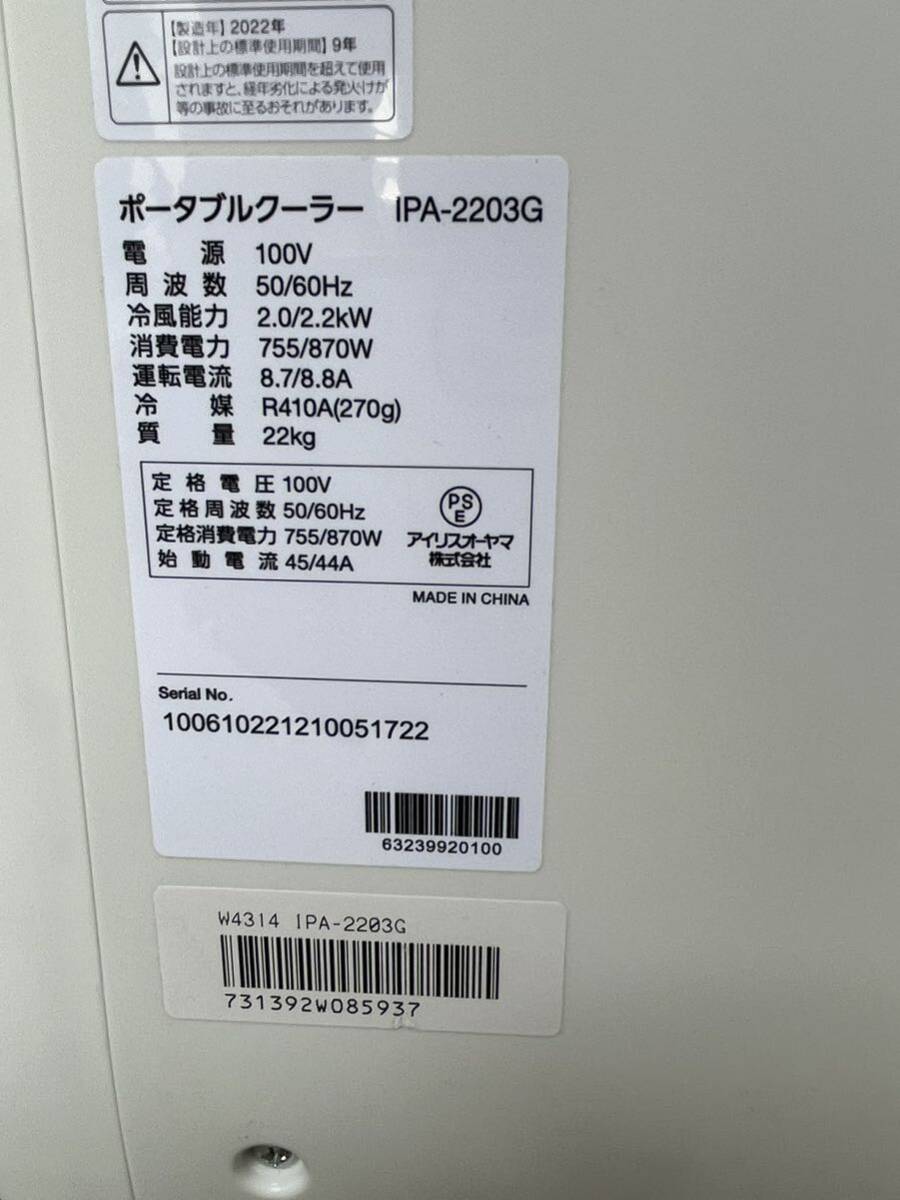 【製造年】2022年
【設計上の標準使用期間】9年
設計上の標準使用期間を超えて使用
されますと、経年劣化による発火けが
等の事故に至るおそれがあります。
ポータブルクーラー IPA-2203G
電源 100V
周波数 50/60Hz
冷風能力 2.0/2.2kW
消費電力 755/870W
運転電流 8.7/8.8A
冷媒 R410A(270g)
質量 22kg
定格電圧 100V
定格周波数 50/60Hz
定格消費電力 755/870W
始動電流 45/44A
PS
E
アイリスオーヤマ
株式会社
MADE IN CHINA
Serial No.
100610221210051722
63239920100
W4314 IPA-2203G
731392W085937